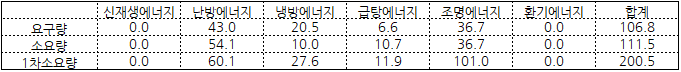 신재생에너지 난방에너지 냉방에너지 급탕에너지 조명에너지 환기에너지 합계
요구량 0.0 43.0 20.5 6.6 36.7 0.0 106.8
소요량 0.0 54.1 10.0 10.7 36.7 0.0 111.5
1차소요량 0.0 60.1 27.6 11.9 101.0 0.0 200.5